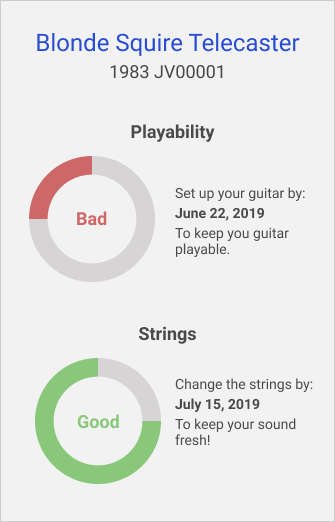 Blonde Squire Telecaster
1983 JV00001
Playability
Bad
Set up your guitar by:
June 22, 2019
To keep you guitar
playable.
Strings
Good
Change the strings by:
July 15, 2019
To keep your sound
fresh!